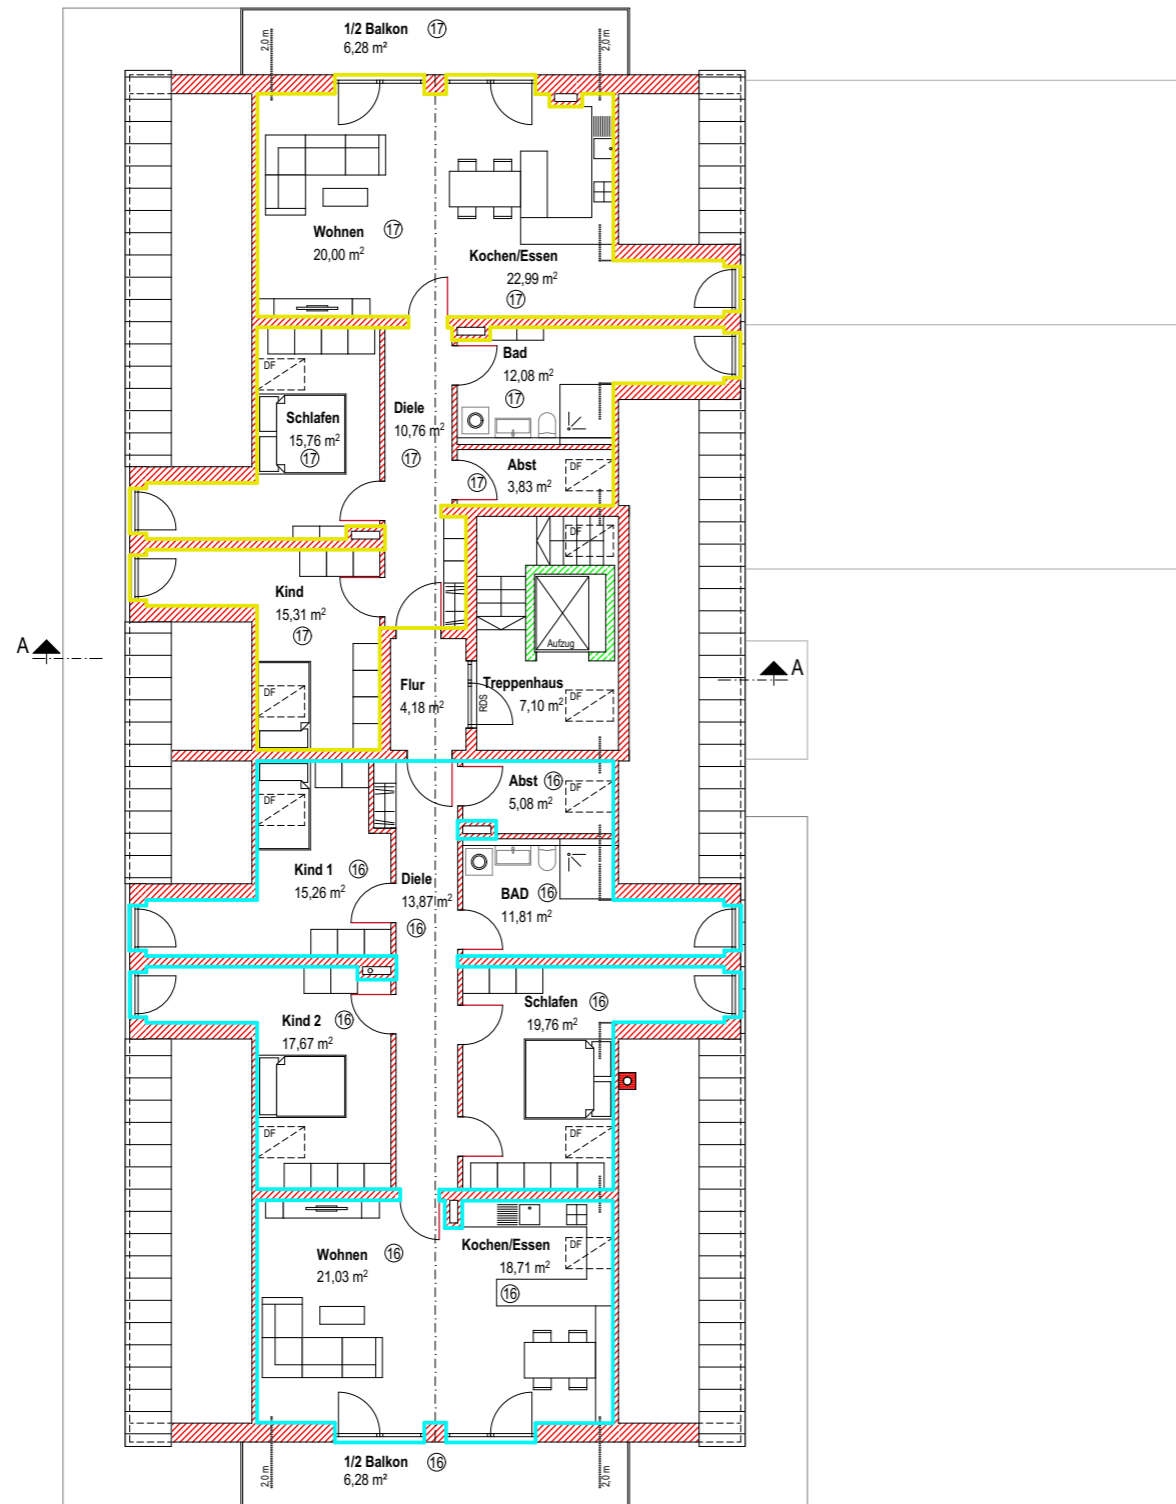 1/2 Balkon 17
6,28 m²
2,0 m
2,0 m
Wohnen 17
20,00 m²
Kochen/Essen
22,99 m²
17
Bad
12,08 m²
17
DF
Schlafen
15,76 m²
17
Diele
10,76 m²
17
Abst
3,83 m²
17
DF
DF
Kind
15,31 m²
17
Aufzug
A
A
DF
Flur
4,18 m²
RDS
Treppenhaus
7,10 m²
DF
Abst 16
5,08 m²
DF
DF
Kind 1 16
15,26 m²
Diele
13,87 m²
16
BAD 16
11,81 m²
Kind 2 16
17,67 m²
Schlafen 16
19,76 m²
DF
DF
Wohnen 16
21,03 m²
Kochen/Essen
18,71 m²
16
DF
1/2 Balkon 16
6,28 m²
2,0 m
2,0 m